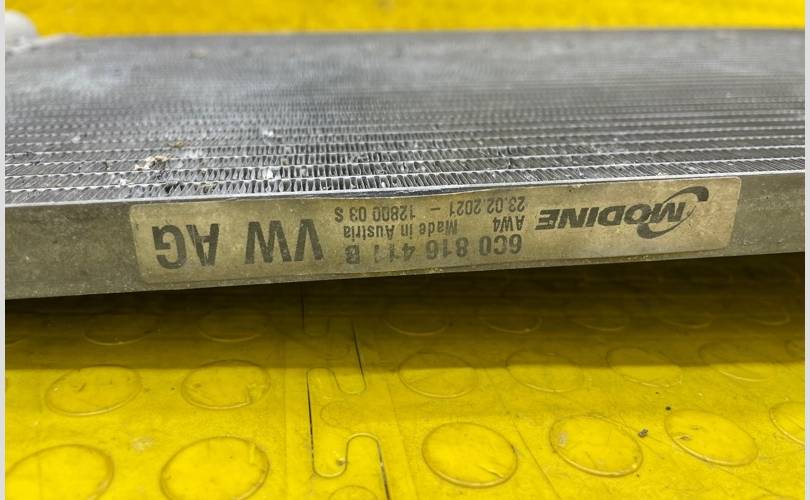 MODINE
6C0 816 411 B
AW4 Made in Austria
23.02.2021 - 12800 03 S
VW AG